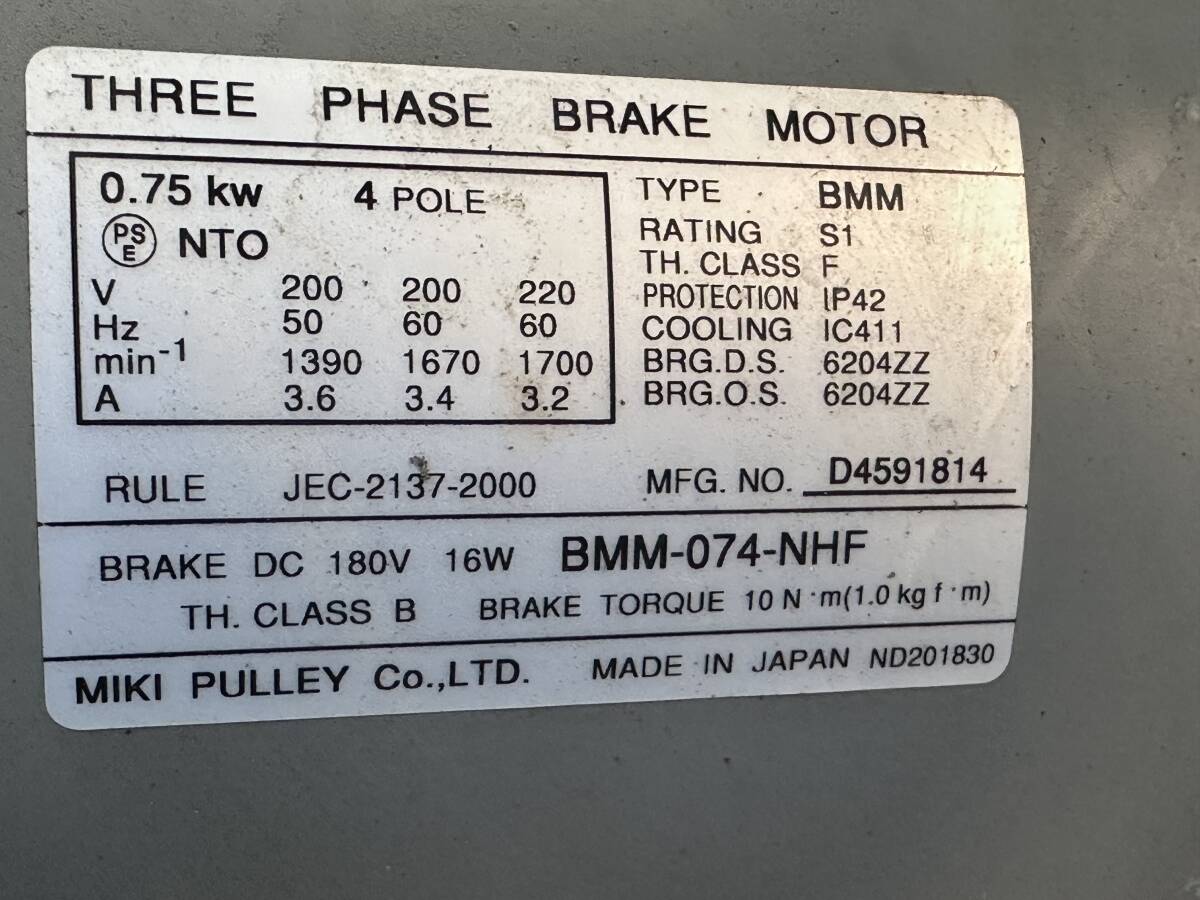 THREE PHASE BRAKE MOTOR
0.75 kw 4 POLE
PSE NTO
V 200 200 220
Hz 50 60 60
min-1 1390 1670 1700
A 3.6 3.4 3.2
TYPE BMM
RATING S1
TH. CLASS F
PROTECTION IP42
COOLING IC411
BRG.D.S. 6204ZZ
BRG.O.S. 6204ZZ
RULE JEC-2137-2000
MFG. NO. D4591814
BRAKE DC 180V 16W BMM-074-NHF
TH. CLASS B BRAKE TORQUE 10 N·m(1.0 kg f·m)
MIKI PULLEY Co.,LTD. MADE IN JAPAN ND201830